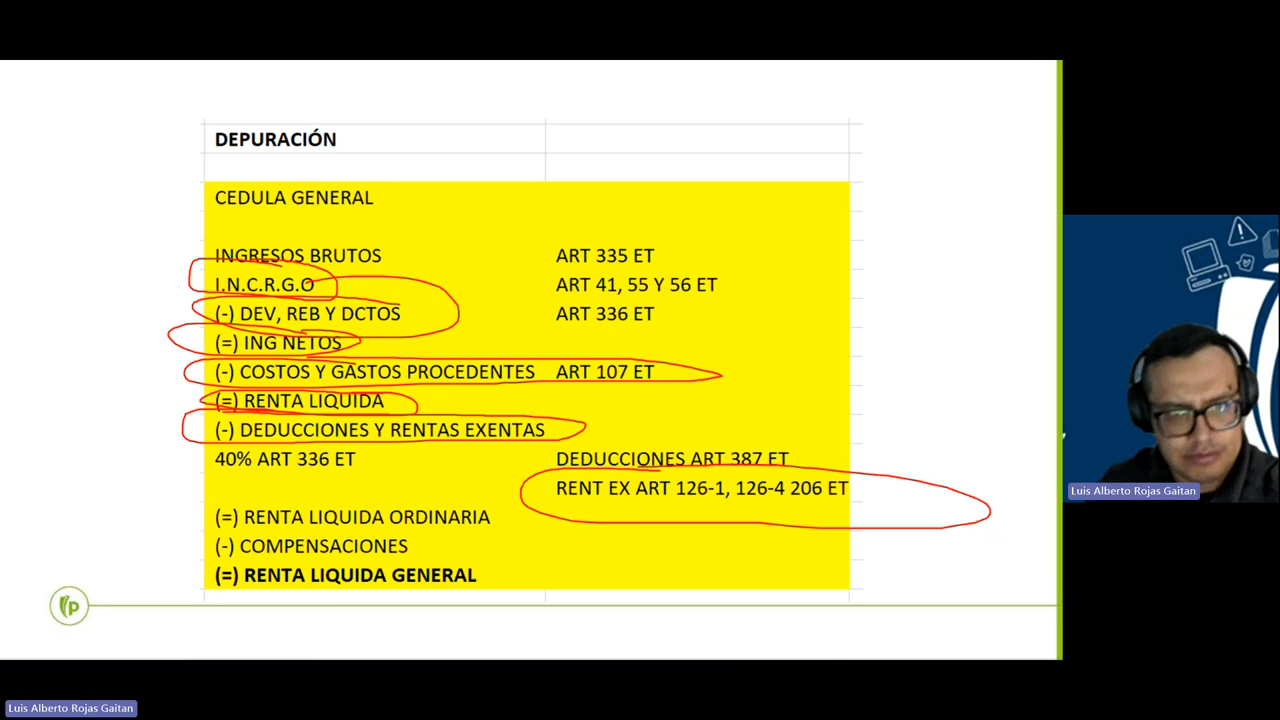 DEPURACIÓN
CEDULA GENERAL
INGRESOS BRUTOS ART 335 ET
I.N.C.R.G.O ART 41, 55 Y 56 ET
(-) DEV, REB Y DCTOS ART 336 ET
(=) ING NETOS
(-) COSTOS Y GASTOS PROCEDENTES ART 107 ET
(=) RENTA LIQUIDA
(-) DEDUCCIONES Y RENTAS EXENTAS
40% ART 336 ET DEDUCCIONES ART 387 ET
RENT EX ART 126-1, 126-4 206 ET
(=) RENTA LIQUIDA ORDINARIA
(-) COMPENSACIONES
(=) RENTA LIQUIDA GENERAL
P
Luis Alberto Rojas Gaitan
Luis Alberto Rojas Gaitan